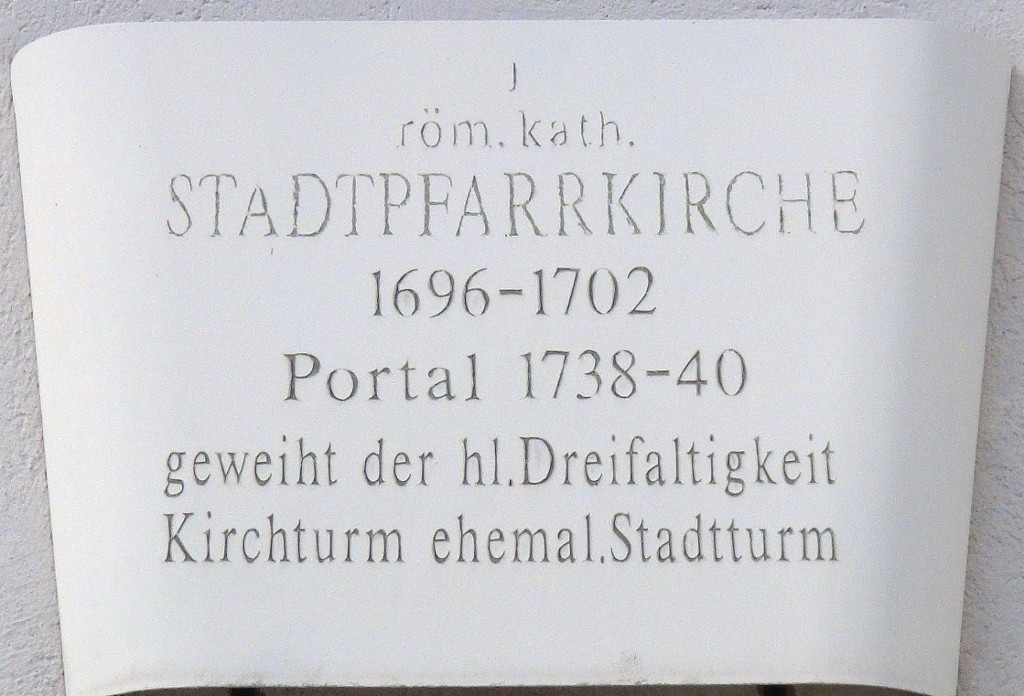 J
röm. kath.
STADTPFARRKIRCHE
1696-1702
Portal 1738-40
geweiht der hl.Dreifaltigkeit
Kirchturm ehemal.Stadtturm